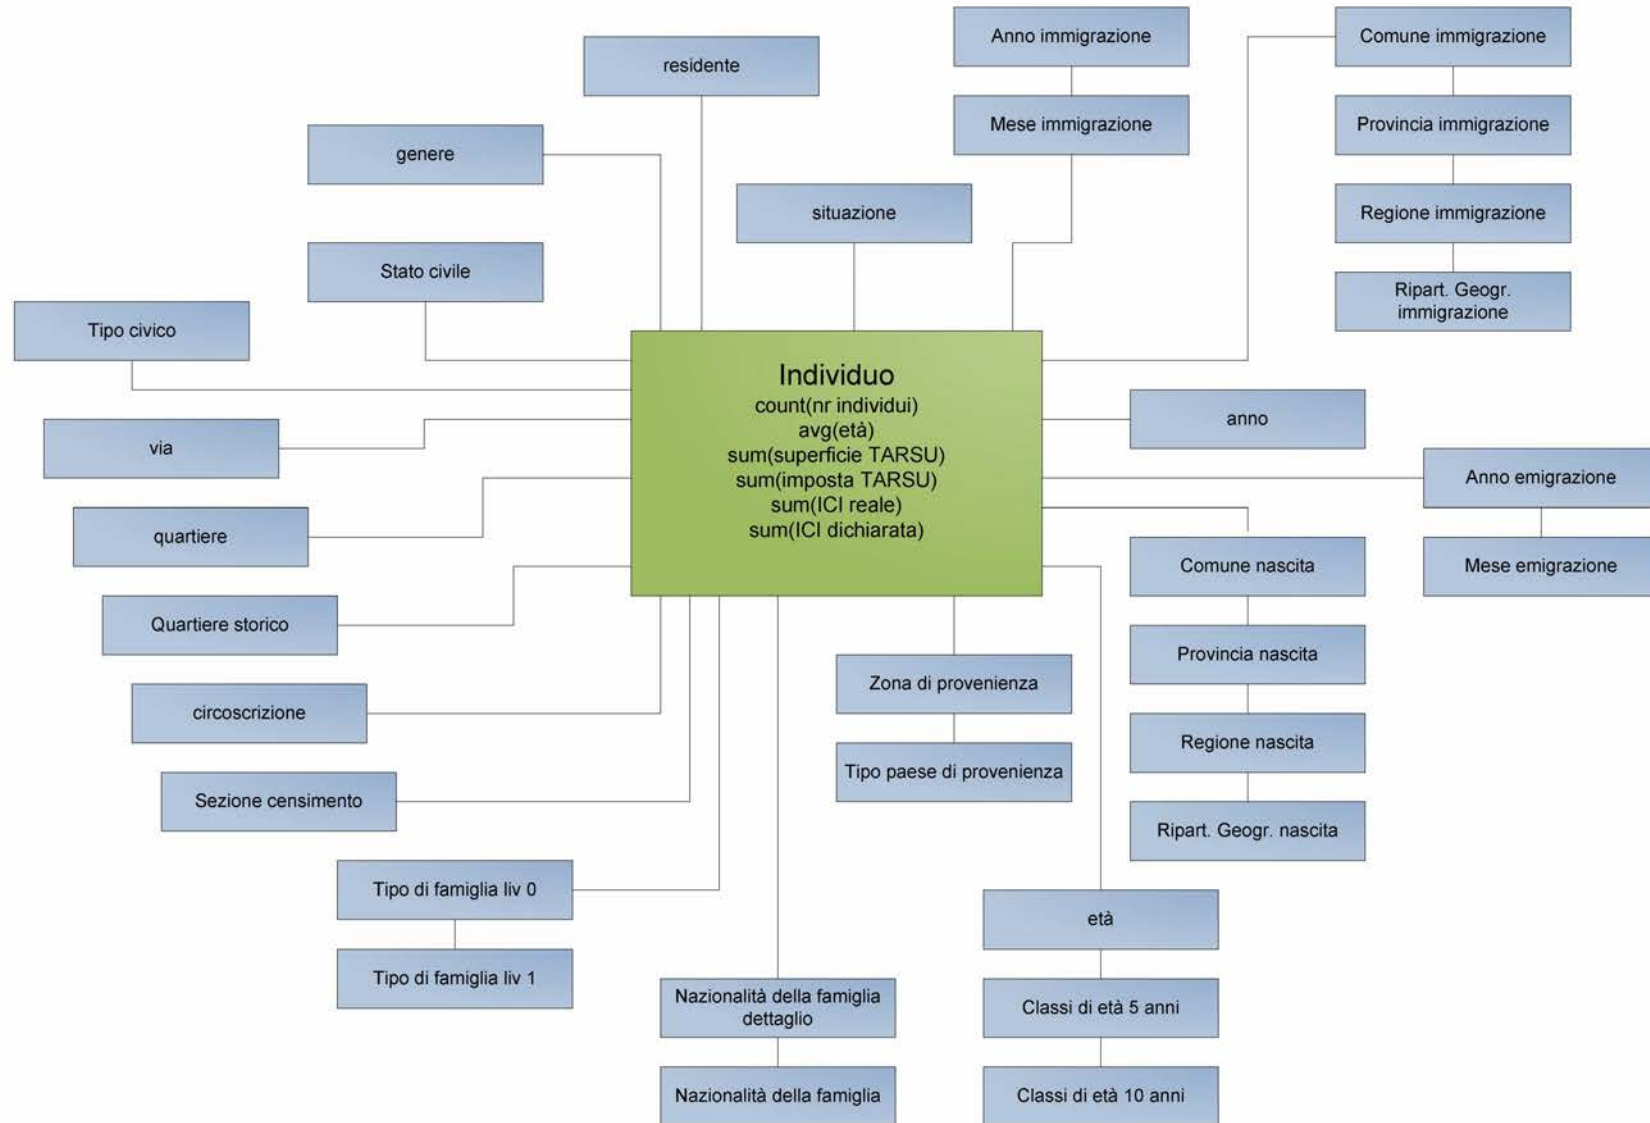 Anno immigrazione
Comune immigrazione
residente
Mese immigrazione
Provincia immigrazione
genere
situazione
Regione immigrazione
Stato civile
Ripart. Geogr.
immigrazione
Tipo civico
Individuo
count(nr individui)
avg(età)
sum(superficie TARSU)
sum(imposta TARSU)
sum(ICI reale)
sum(ICI dichiarata)
anno
via
Anno emigrazione
quartiere
Comune nascita
Mese emigrazione
Quartiere storico
Provincia nascita
Zona di provenienza
circoscrizione
Regione nascita
Tipo paese di provenienza
Sezione censimento
Ripart. Geogr. nascita
Tipo di famiglia liv 0
età
Tipo di famiglia liv 1
Nazionalità della famiglia
dettaglio
Classi di età 5 anni
Nazionalità della famiglia
Classi di età 10 anni